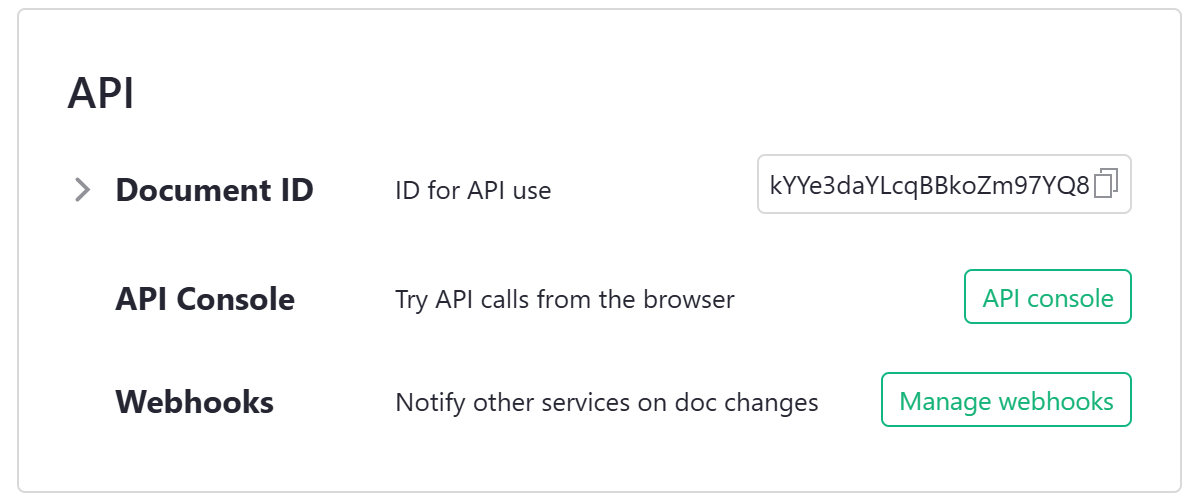 API
Document ID ID for API use kYYe3daYLcqBBkoZm97YQ8
API Console Try API calls from the browser API console
Webhooks Notify other services on doc changes Manage webhooks